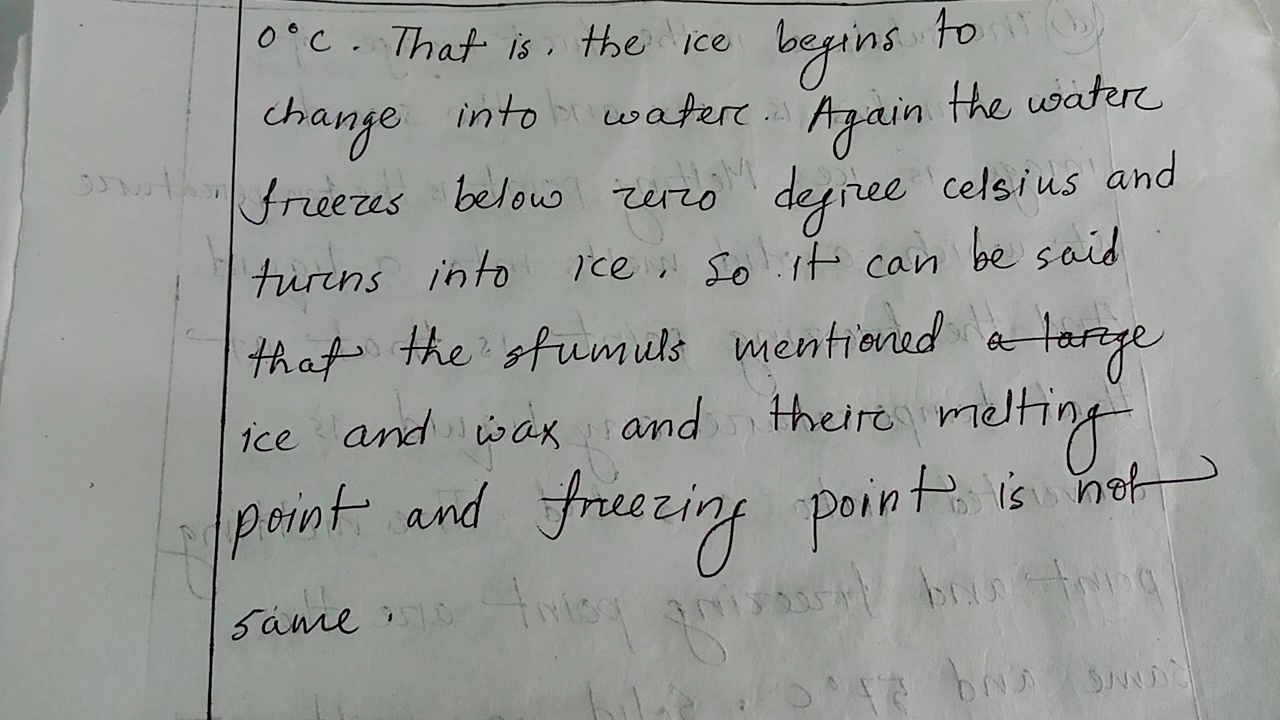 0°C. That is, the ice begins to
change into water. Again the water
freezes below zero degree celsius and
turns into ice. So it can be said
that the stumuls mentioned a large
ice and wax and their melting
point and freezing point is not
same.